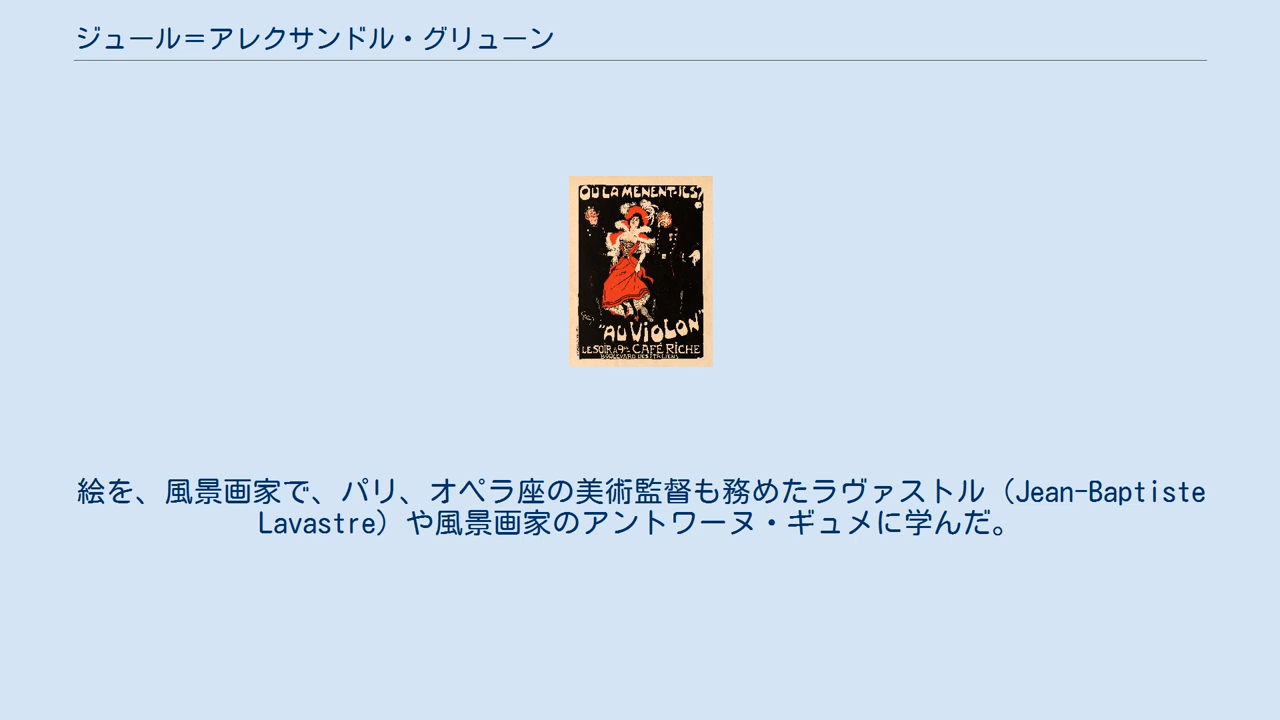 ジュール＝アレクサンドル・グリューン
OU LA MENENT-ILS?
"AU VIOLON"
LE SOIR À 9H CAFÉ RICHE
BOULEVARD DES ITALIENS
絵を、風景画家で、パリ、オペラ座の美術監督も務めたラヴァストル（Jean-Baptiste
Lavastre）や風景画家のアントワーヌ・ギュメに学んだ。